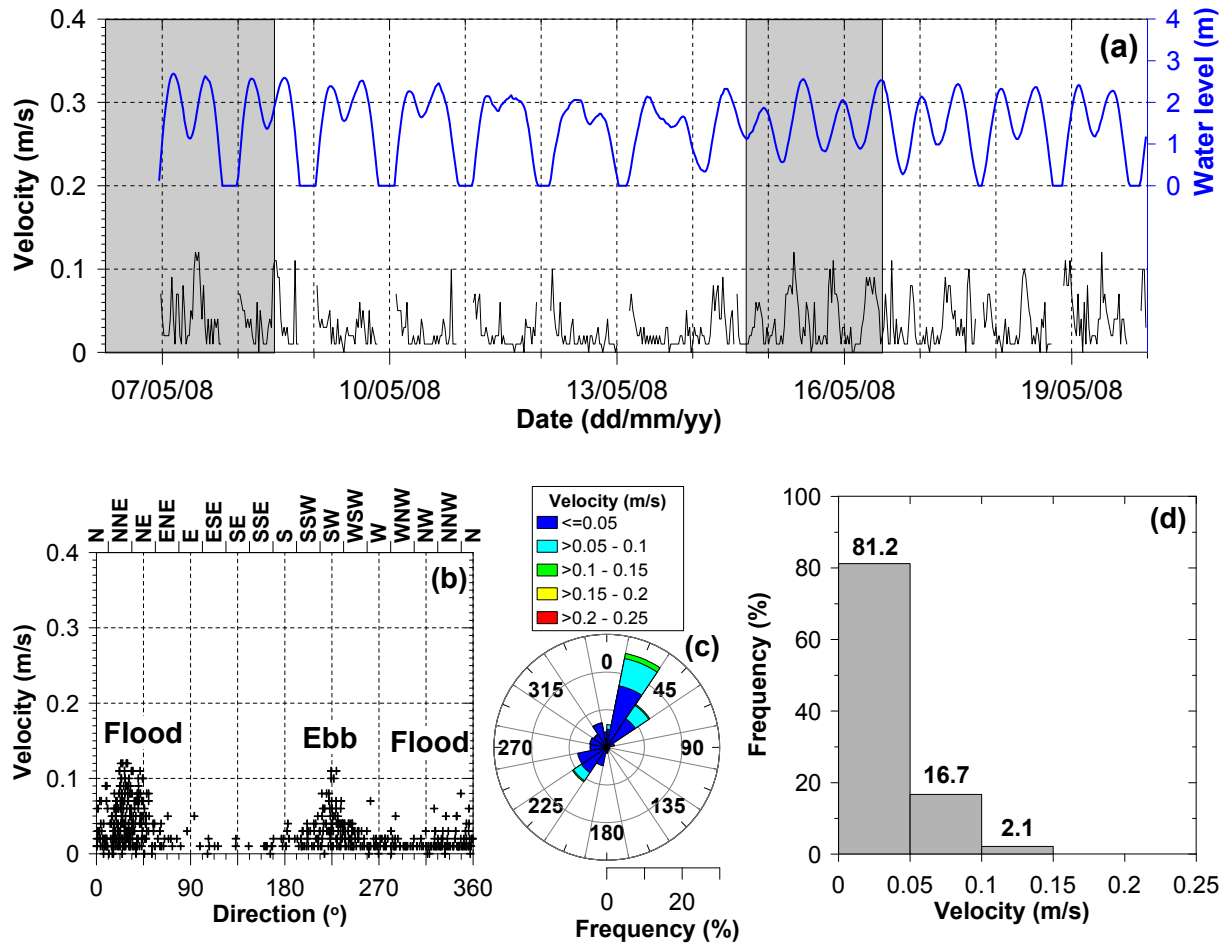 (a)
0.4
0.3
0.2
0.1
0
Velocity (m/s)
4
3
2
1
0
Water level (m)
07/05/08 10/05/08 13/05/08 16/05/08 19/05/08
Date (dd/mm/yy)
N NNE NE ENE E ESE SE SSE S SSW SW WSW W WNW NW NNW N
(b)
0.4
0.3
0.2
0.1
0
Velocity (m/s)
Flood Ebb Flood
0 90 180 270 360
Direction (º)
Velocity (m/s)
<=0.05
>0.05 - 0.1
>0.1 - 0.15
>0.15 - 0.2
>0.2 - 0.25
(c)
0
45
90
135
180
225
270
315
0 20
Frequency (%)
(d)
100
80
60
40
20
0
Frequency (%)
81.2
16.7
2.1
0 0.05 0.1 0.15 0.2 0.25
Velocity (m/s)